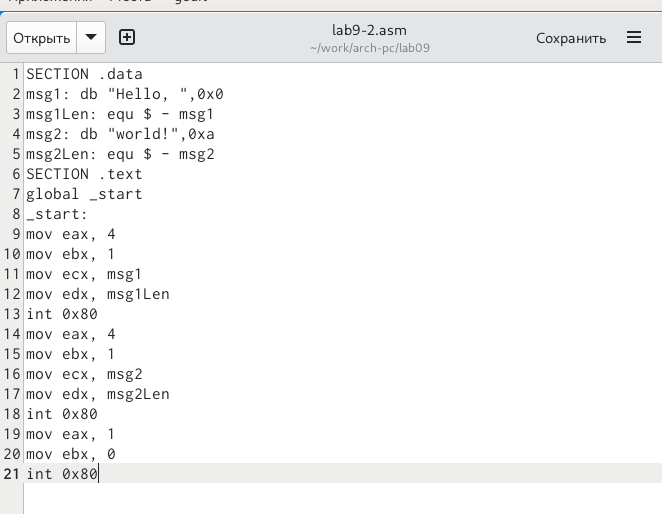 lab9-2.asm
Открыть
~/work/arch-pc/lab09
Сохранить
1 SECTION .data
2 msg1: db "Hello, ",0x0
3 msg1Len: equ $ - msg1
4 msg2: db "world!",0xa
5 msg2Len: equ $ - msg2
6 SECTION .text
7 global _start
8 _start:
9 mov eax, 4
10 mov ebx, 1
11 mov ecx, msg1
12 mov edx, msg1Len
13 int 0x80
14 mov eax, 4
15 mov ebx, 1
16 mov ecx, msg2
17 mov edx, msg2Len
18 int 0x80
19 mov eax, 1
20 mov ebx, 0
21 int 0x80